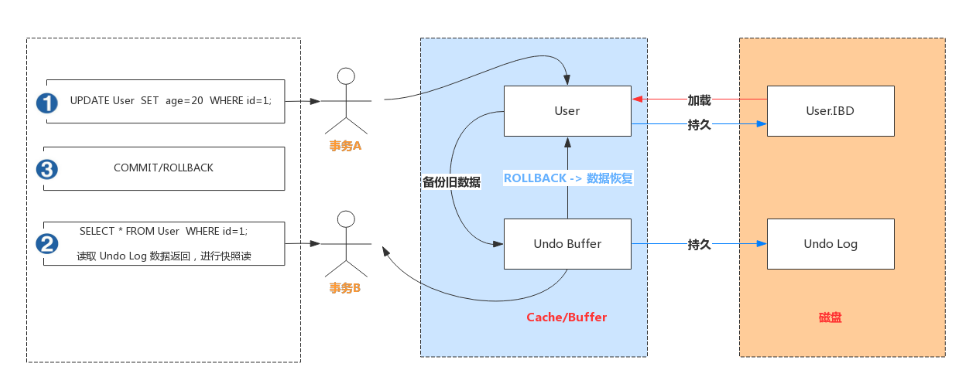 1
UPDATE User SET age=20 WHERE id=1;
事务A
3
COMMIT/ROLLBACK
2
SELECT * FROM User WHERE id=1;
读取 Undo Log 数据返回，进行快照读
事务B
User
备份旧数据
ROLLBACK -> 数据恢复
Undo Buffer
Cache/Buffer
加载
持久
持久
User.IBD
Undo Log
磁盘